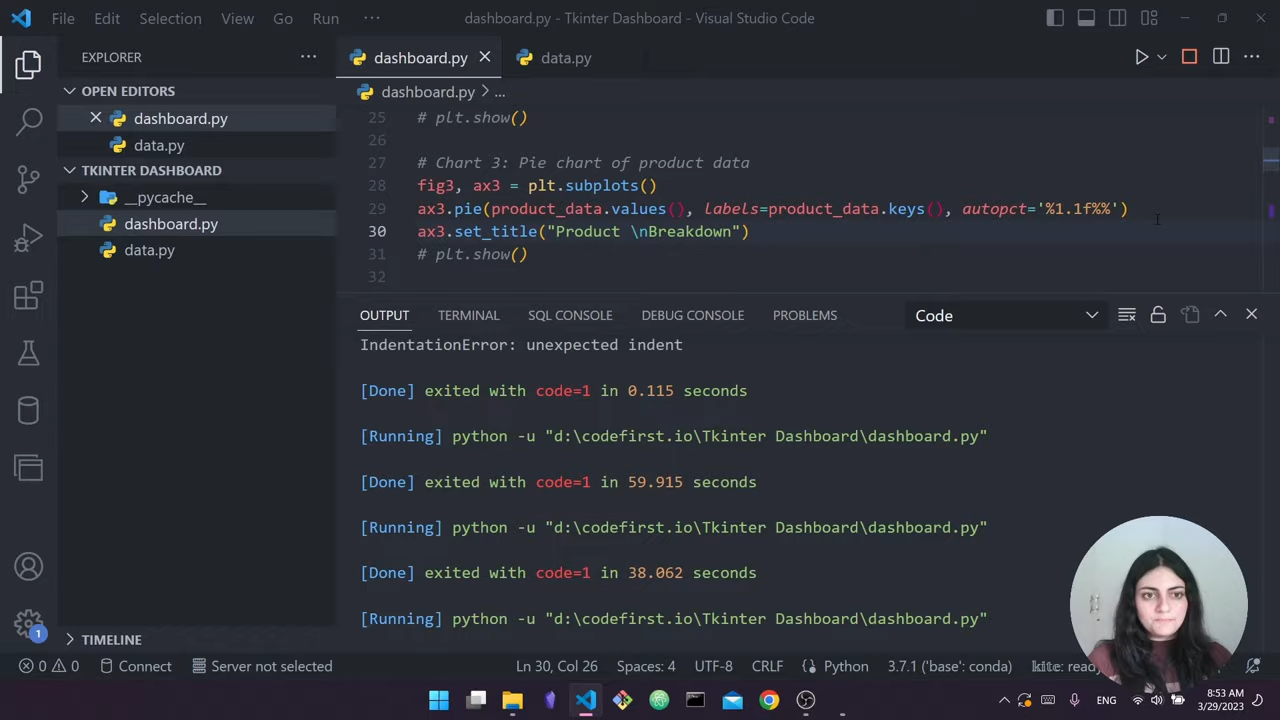 File Edit Selection View Go Run ··· dashboard.py - Tkinter Dashboard - Visual Studio Code
EXPLORER ···
dashboard.py
data.py
OPEN EDITORS
dashboard.py
data.py
TKINTER DASHBOARD
__pycache__
dashboard.py
data.py
TIMELINE
dashboard.py > ...
25 # plt.show()
26
27 # Chart 3: Pie chart of product data
28 fig3, ax3 = plt.subplots()
29 ax3.pie(product_data.values(), labels=product_data.keys(), autopct='%1.1f%%')
30 ax3.set_title("Product \nBreakdown")
31 # plt.show()
32
OUTPUT TERMINAL SQL CONSOLE DEBUG CONSOLE PROBLEMS Code
IndentationError: unexpected indent
[Done] exited with code=1 in 0.115 seconds
[Running] python -u "d:\codefirst.io\Tkinter Dashboard\dashboard.py"
[Done] exited with code=1 in 59.915 seconds
[Running] python -u "d:\codefirst.io\Tkinter Dashboard\dashboard.py"
[Done] exited with code=1 in 38.062 seconds
[Running] python -u "d:\codefirst.io\Tkinter Dashboard\dashboard.py"
1
0 0 Connect Server not selected Ln 30, Col 26 Spaces: 4 UTF-8 CRLF Python 3.7.1 ('base': conda)
ENG 8:53 AM
3/29/2023